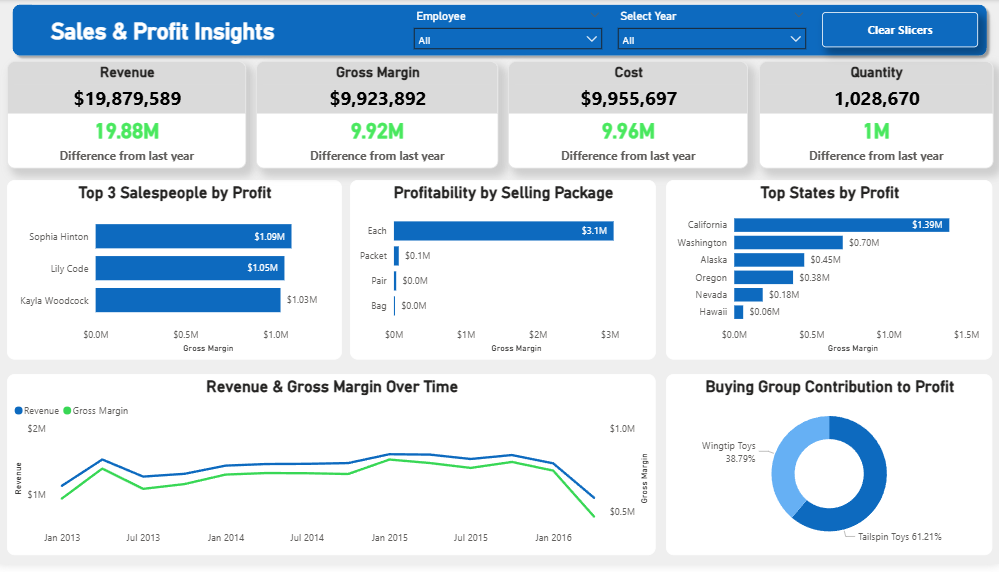 Sales & Profit Insights
Employee
All
Select Year
All
Clear Slicers
Revenue
$19,879,589
19.88M
Difference from last year
Gross Margin
$9,923,892
9.92M
Difference from last year
Cost
$9,955,697
9.96M
Difference from last year
Quantity
1,028,670
1M
Difference from last year
Top 3 Salespeople by Profit
Sophia Hinton $1.09M
Lily Code $1.05M
Kayla Woodcock $1.03M
$0.0M $0.5M $1.0M
Gross Margin
Profitability by Selling Package
Each $3.1M
Packet $0.1M
Pair $0.0M
Bag $0.0M
$0M $1M $2M $3M
Gross Margin
Top States by Profit
California $1.39M
Washington $0.70M
Alaska $0.45M
Oregon $0.38M
Nevada $0.18M
Hawaii $0.06M
$0.0M $0.5M $1.0M $1.5M
Gross Margin
Revenue & Gross Margin Over Time
Revenue Gross Margin
$2M $1.0M
Revenue
Gross Margin
$1M
$0.5M
Jan 2013 Jul 2013 Jan 2014 Jul 2014 Jan 2015 Jul 2015 Jan 2016
Buying Group Contribution to Profit
Wingtip Toys
38.79%
Tailspin Toys 61.21%